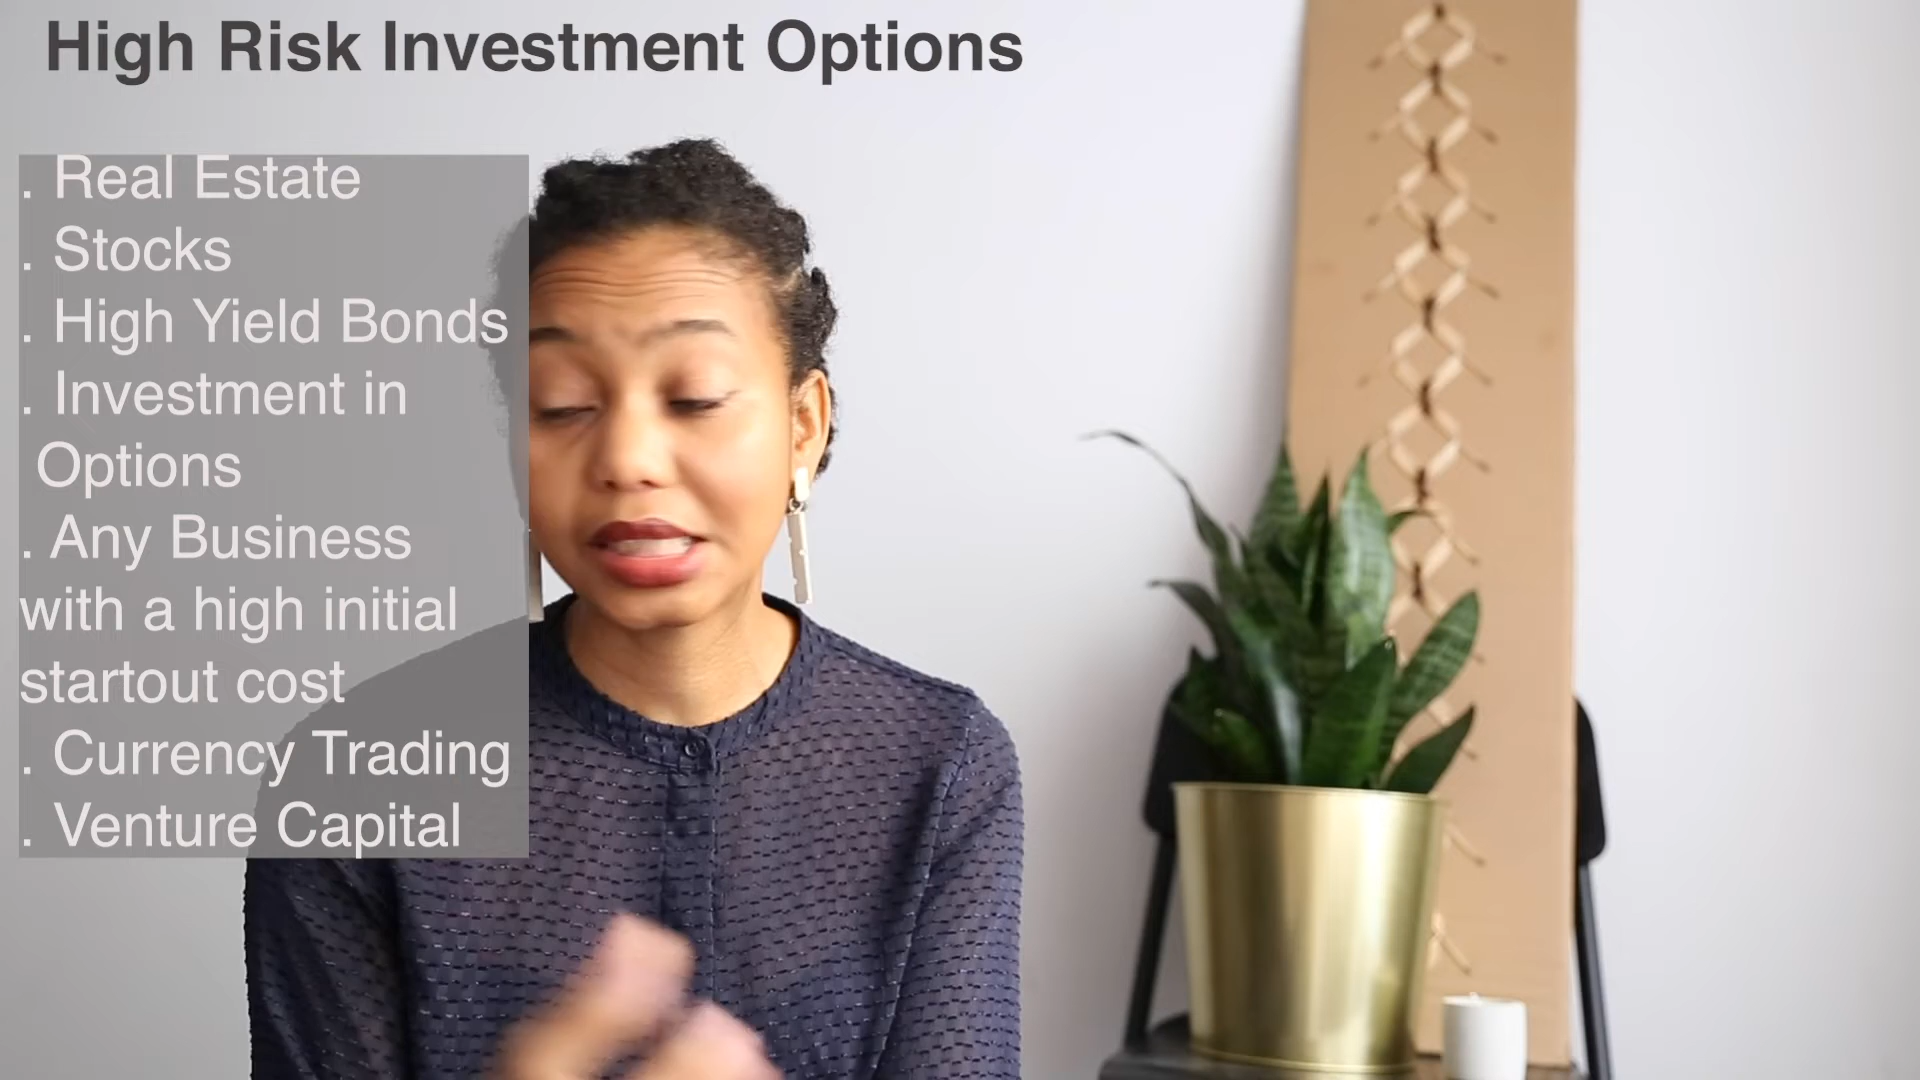 High Risk Investment Options
. Real Estate
. Stocks
. High Yield Bonds
. Investment in
Options
. Any Business
with a high initial
startout cost
. Currency Trading
. Venture Capital